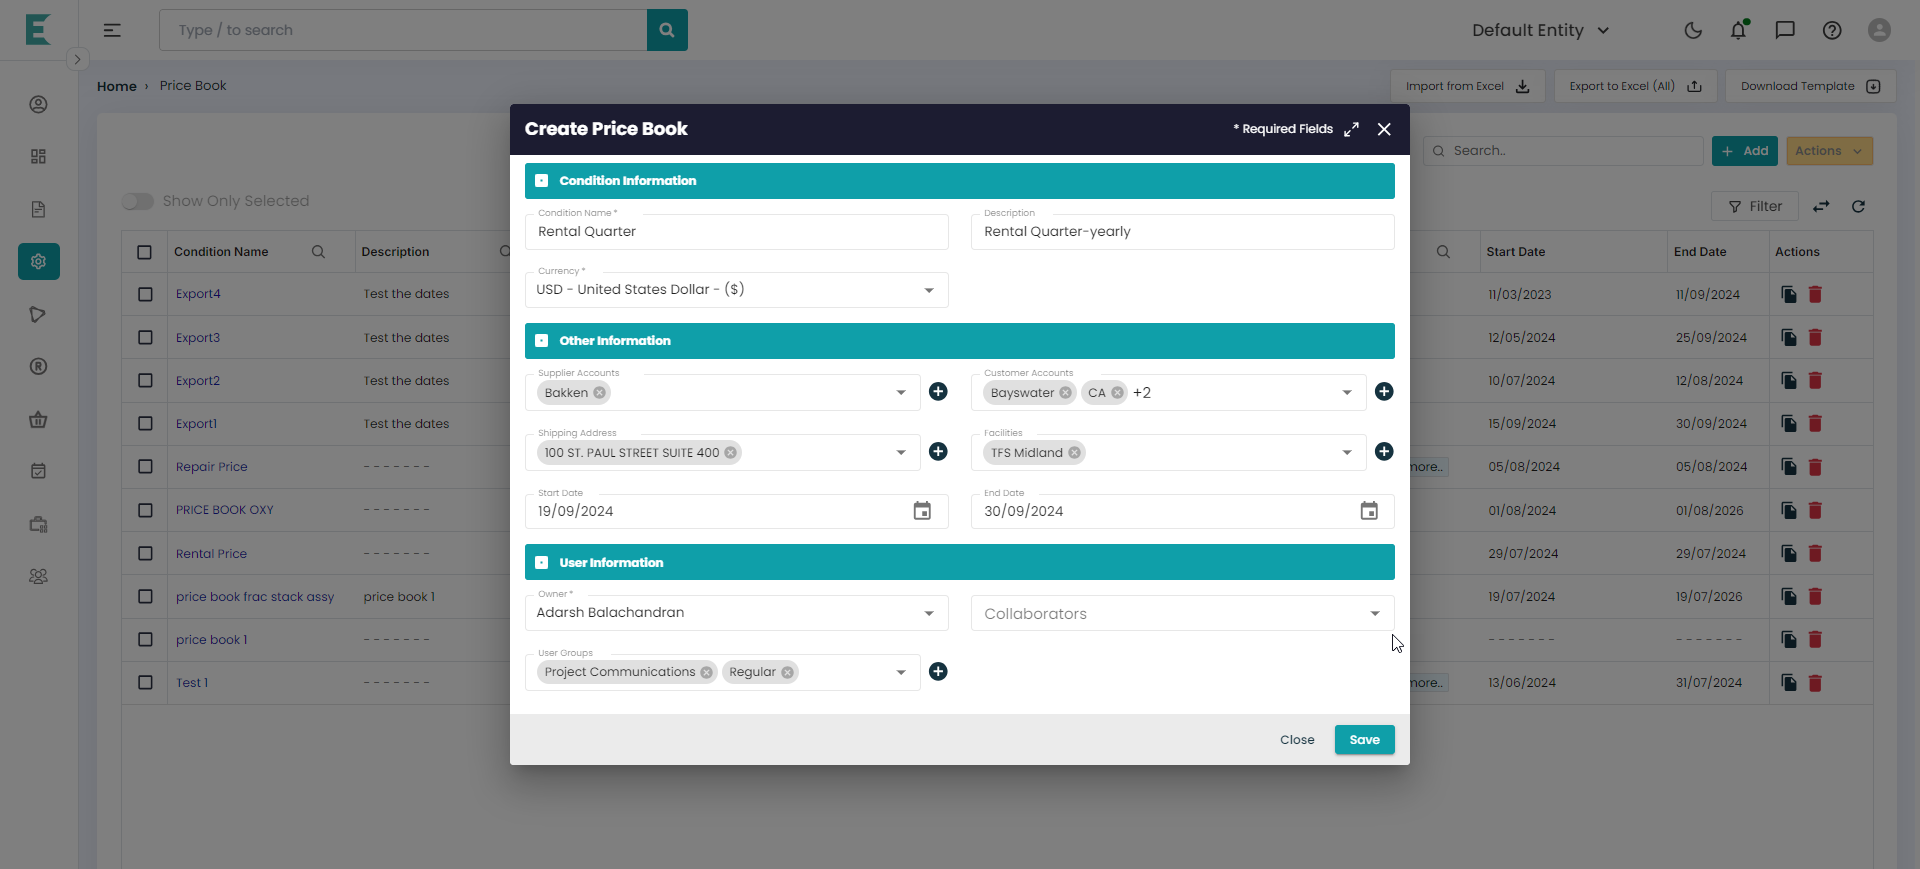 E
Type / to search
Default Entity
Home › Price Book
Import from Excel
Export to Excel (All)
Download Template
Search..
+ Add
Actions
Show Only Selected
Filter
Condition Name
Description
Start Date
End Date
Actions
Export4
Test the dates
11/03/2023
11/09/2024
Export3
Test the dates
12/05/2024
25/09/2024
Export2
Test the dates
10/07/2024
12/08/2024
Export1
Test the dates
15/09/2024
30/09/2024
Repair Price
- - - - - - -
more..
05/08/2024
05/08/2024
PRICE BOOK OXY
- - - - - - -
01/08/2024
01/08/2026
Rental Price
- - - - - - -
29/07/2024
29/07/2024
price book frac stack assy
price book 1
19/07/2024
19/07/2026
price book 1
- - - - - - -
- - - - - - -
- - - - - - -
Test 1
- - - - - - -
more..
13/06/2024
31/07/2024
Create Price Book
* Required Fields
Condition Information
Condition Name *
Rental Quarter
Description
Rental Quarter-yearly
Currency *
USD - United States Dollar - ($)
Other Information
Supplier Accounts
Bakken
Customer Accounts
Bayswater CA +2
Shipping Address
100 ST. PAUL STREET SUITE 400
Facilities
TFS Midland
Start Date
19/09/2024
End Date
30/09/2024
User Information
Owner *
Adarsh Balachandran
Collaborators
User Groups
Project Communications Regular
Close
Save